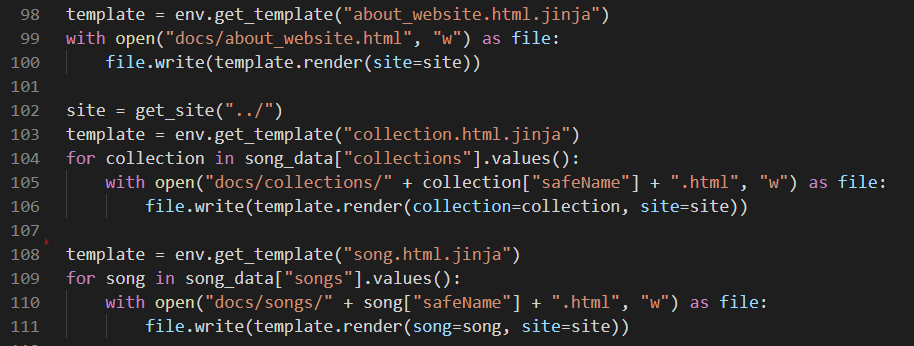 98 template = env.get_template("about_website.html.jinja")
99 with open("docs/about_website.html", "w") as file:
100     file.write(template.render(site=site))
101
102 site = get_site("../")
103 template = env.get_template("collection.html.jinja")
104 for collection in song_data["collections"].values():
105     with open("docs/collections/" + collection["safeName"] + ".html", "w") as file:
106         file.write(template.render(collection=collection, site=site))
107
108 template = env.get_template("song.html.jinja")
109 for song in song_data["songs"].values():
110     with open("docs/songs/" + song["safeName"] + ".html", "w") as file:
111         file.write(template.render(song=song, site=site))